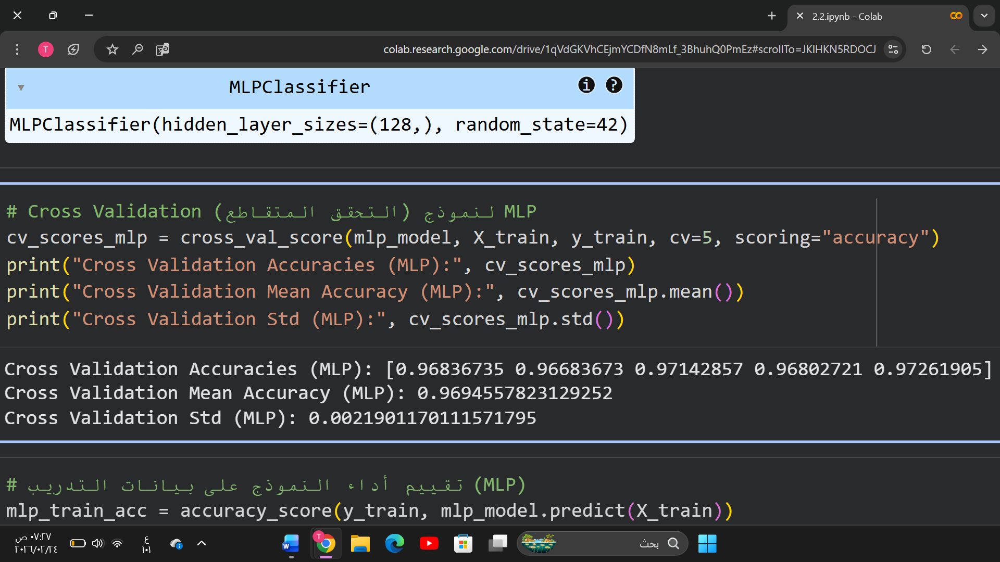 2.2.ipynb - Colab
T
colab.research.google.com/drive/1qVdGKVhCEjmYCDfN8mLf_3BhuhQ0PmEz#scrollTo=JKlHKN5RDOCJ
MLPClassifier
MLPClassifier(hidden_layer_sizes=(128,), random_state=42)
# Cross Validation (التحقق المتقاطع) لنموذج MLP
cv_scores_mlp = cross_val_score(mlp_model, X_train, y_train, cv=5, scoring="accuracy")
print("Cross Validation Accuracies (MLP):", cv_scores_mlp)
print("Cross Validation Mean Accuracy (MLP):", cv_scores_mlp.mean())
print("Cross Validation Std (MLP):", cv_scores_mlp.std())
Cross Validation Accuracies (MLP): [0.96836735 0.96683673 0.97142857 0.96802721 0.97261905]
Cross Validation Mean Accuracy (MLP): 0.9694557823129252
Cross Validation Std (MLP): 0.0021901170111571795
# تقييم أداء النموذج على بيانات التدريب (MLP)
mlp_train_acc = accuracy_score(y_train, mlp_model.predict(X_train))
٠٧:٢٧ ص
٢٠٢٦/٠٢/٢٤
ع
١٠١
بحث